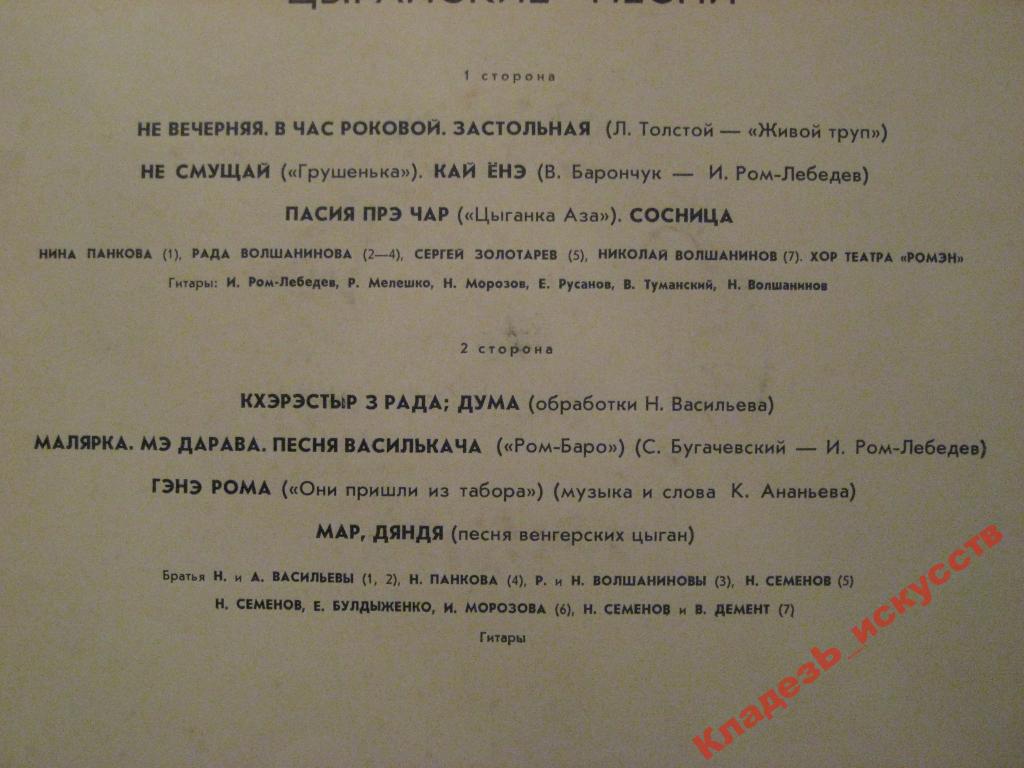 ЦЫГАНСКИЕ ПЕСНИ
1 сторона
НЕ ВЕЧЕРНЯЯ. В ЧАС РОКОВОЙ. ЗАСТОЛЬНАЯ (Л. Толстой — «Живой труп»)
НЕ СМУЩАЙ («Грушенька»). КАЙ ЁНЭ (В. Барончук — И. Ром-Лебедев)
ПАСИЯ ПРЭ ЧАР («Цыганка Аза»). СОСНИЦА
НИНА ПАНКОВА (1), РАДА ВОЛШАНИНОВА (2—4), СЕРГЕЙ ЗОЛОТАРЕВ (5), НИКОЛАЙ ВОЛШАНИНОВ (7). ХОР ТЕАТРА «РОМЭН»
Гитары: И. Ром-Лебедев, Р. Мелешко, Н. Морозов, Е. Русанов, В. Туманский, Н. Волшанинов
2 сторона
КХЭРЭСТЫР З РАДА; ДУМА (обработки Н. Васильева)
МАЛЯРКА. МЭ ДАРАВА. ПЕСНЯ ВАСИЛЬКАЧА («Ром-Баро») (С. Бугачевский — И. Ром-Лебедев)
ГЭНЭ РОМА («Они пришли из табора») (музыка и слова К. Ананьева)
МАР, ДЯНДЯ (песня венгерских цыган)
Братья Н. и А. ВАСИЛЬЕВЫ (1, 2), Н. ПАНКОВА (4), Р. и Н. ВОЛШАНИНОВЫ (3), Н. СЕМЕНОВ (5)
Н. СЕМЕНОВ, Е. БУЛДЫЖЕНКО, И. МОРОЗОВА (6), Н. СЕМЕНОВ и В. ДЕМЕНТ (7)
Гитары
Кладезь_искусств